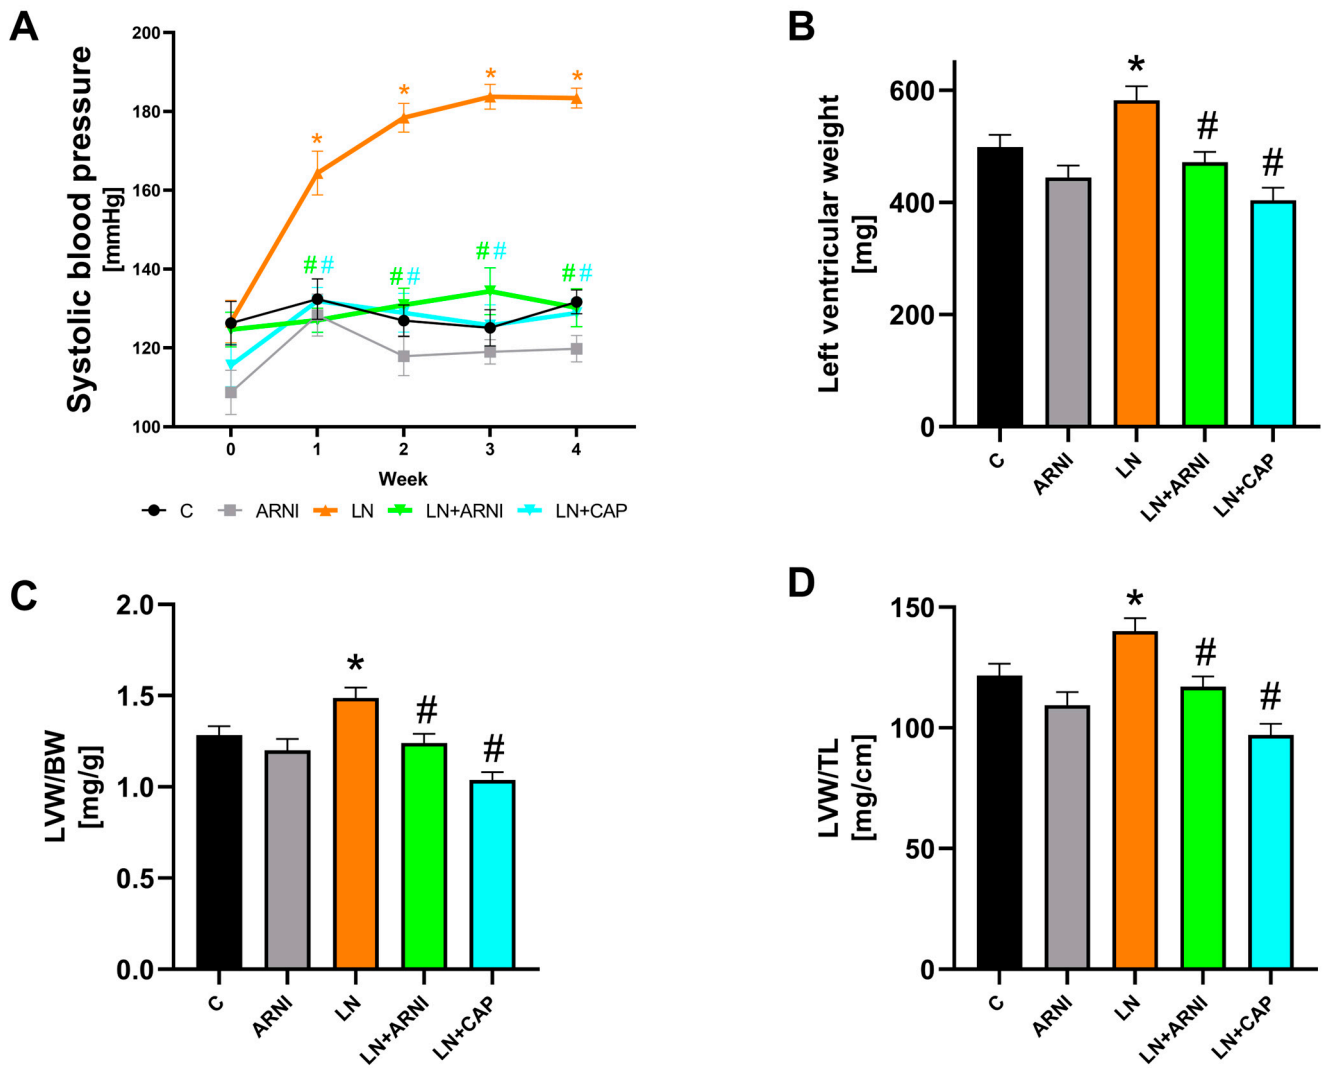 A
Systolic blood pressure
[mmHg]
200
180
160
140
120
100
*
*
*
*
# #
# #
# #
# #
0 1 2 3 4
Week
C ARNI LN LN+ARNI LN+CAP
B
Left ventricular weight
[mg]
600
400
200
0
*
#
#
C ARNI LN LN+ARNI LN+CAP
C
LVW/BW
[mg/g]
2.0
1.5
1.0
0.5
0.0
*
#
#
C ARNI LN LN+ARNI LN+CAP
D
LVW/TL
[mg/cm]
150
100
50
0
*
#
#
C ARNI LN LN+ARNI LN+CAP